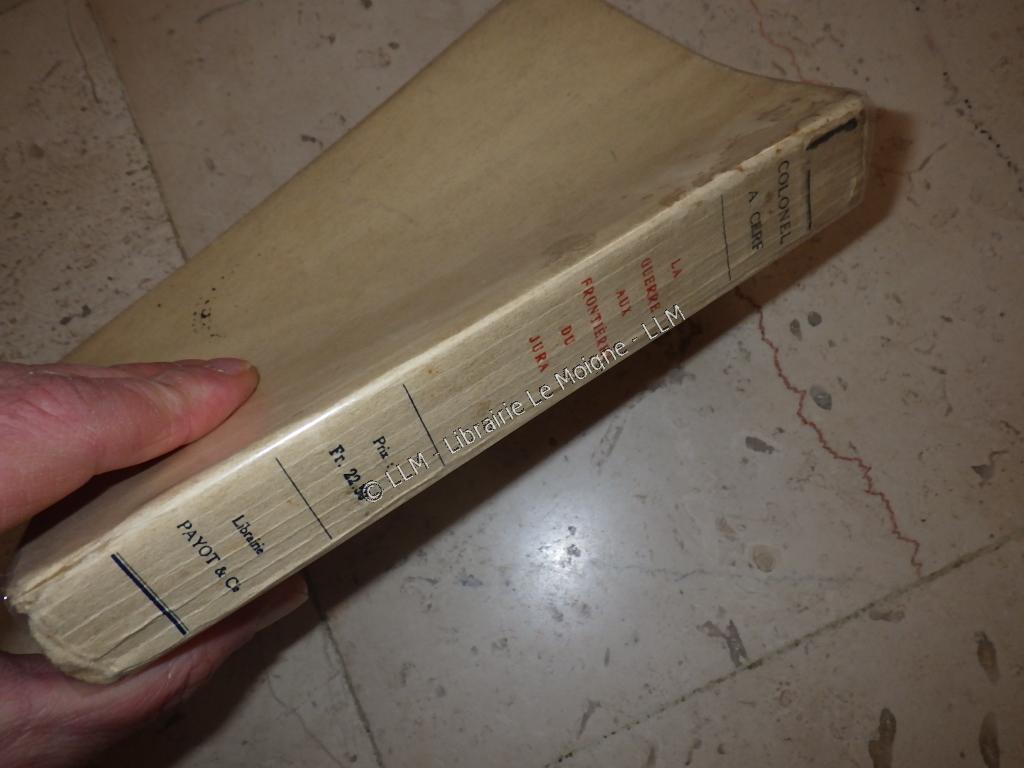 COLONEL
A CERF
LA
GUERRE
AUX
FRONTIÈRES
DU
JURA
Prix :
Fr. 22.50
Librairie
PAYOT & Cie
© LLM - Librairie Le Moigne - LLM